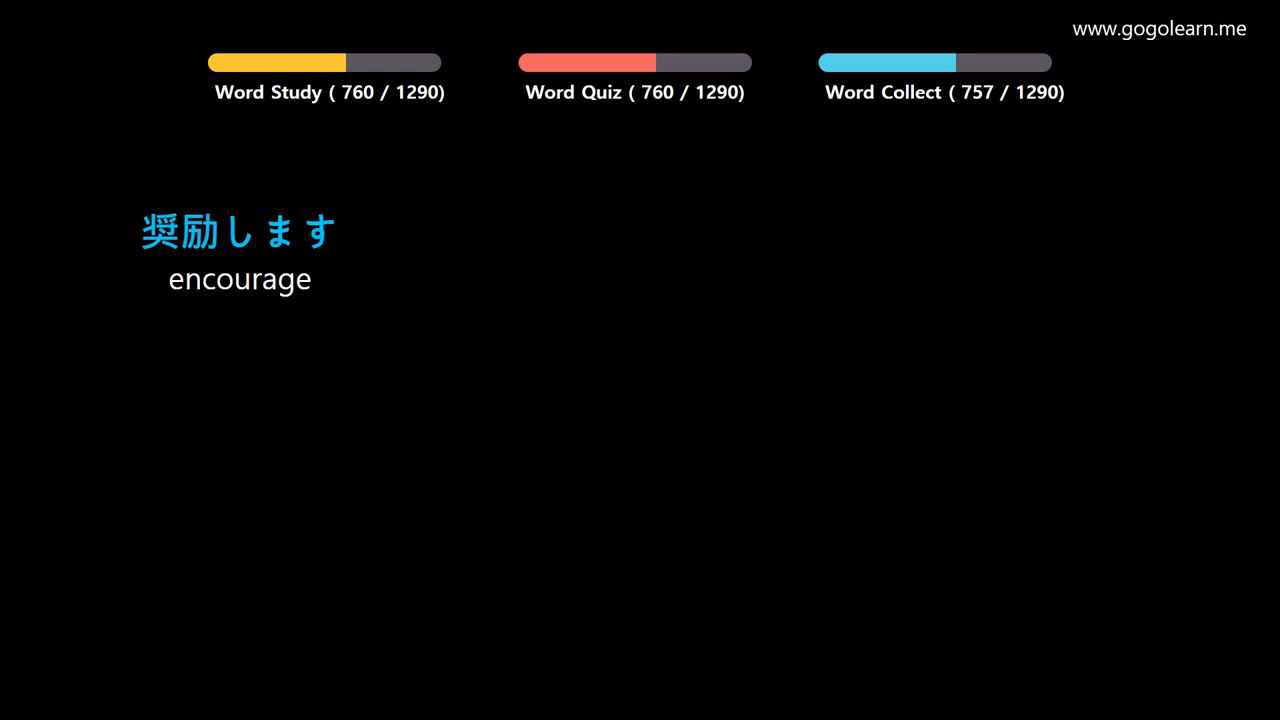 www.gogolearn.me
Word Study ( 760 / 1290)
Word Quiz ( 760 / 1290)
Word Collect ( 757 / 1290)
奨励します
encourage